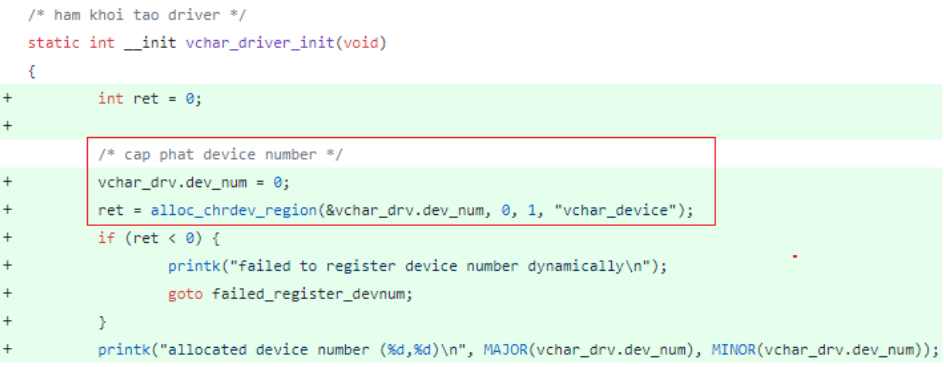 /* ham khoi tao driver */
static int __init vchar_driver_init(void)
{
+ int ret = 0;
+
/* cap phat device number */
+ vchar_drv.dev_num = 0;
+ ret = alloc_chrdev_region(&vchar_drv.dev_num, 0, 1, "vchar_device");
+ if (ret < 0) {
+ printk("failed to register device number dynamically\n");
+ goto failed_register_devnum;
+ }
+ printk("allocated device number (%d,%d)\n", MAJOR(vchar_drv.dev_num), MINOR(vchar_drv.dev_num));